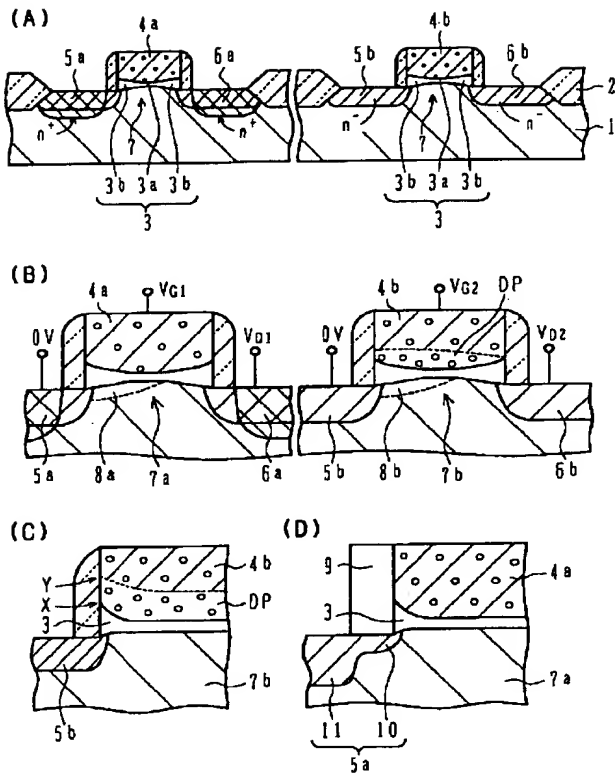 (A)
4a
4b
5a
6a
5b
6b
2
n+
7
n+
n-
7
n-
1
3b 3a 3b
3b 3a 3b
3
3
(B)
4a
VG1
4b
VG2
DP
0V
VD1
0V
VD2
5a
8a
7a
6a
5b
8b
7b
6b
(C)
(D)
Y
4b
9
4a
X
DP
3
3
5b
7b
11
10
7a
5a